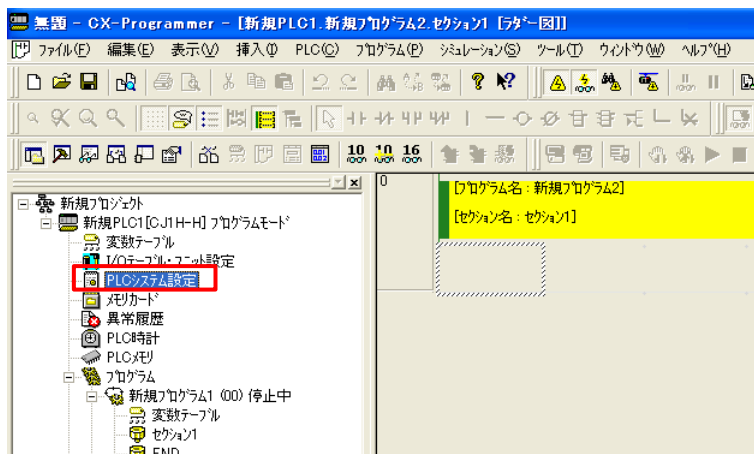 無題 - CX-Programmer - [新規PLC1.新規ﾌﾟﾛｸﾞﾗﾑ2.ｾｸｼｮﾝ1 [ﾗﾀﾞｰ図]]
ﾌｧｲﾙ(F) 編集(E) 表示(V) 挿入(I) PLC(C) ﾌﾟﾛｸﾞﾗﾑ(P) ｼﾐｭﾚｰｼｮﾝ(S) ﾂｰﾙ(T) ｳｨﾝﾄﾞｳ(W) ﾍﾙﾌﾟ(H)
10 10 16
0
[ﾌﾟﾛｸﾞﾗﾑ名 : 新規ﾌﾟﾛｸﾞﾗﾑ2]
[ｾｸｼｮﾝ名 : ｾｸｼｮﾝ1]
新規ﾌﾟﾛｼﾞｪｸﾄ
新規PLC1[CJ1H-H] ﾌﾟﾛｸﾞﾗﾑﾓｰﾄﾞ
変数ﾃｰﾌﾞﾙ
I/Oﾃｰﾌﾞﾙ・ﾕﾆｯﾄ設定
PLCｼｽﾃﾑ設定
ﾒﾓﾘｶｰﾄﾞ
異常履歴
PLC時計
PLCﾒﾓﾘ
ﾌﾟﾛｸﾞﾗﾑ
新規ﾌﾟﾛｸﾞﾗﾑ1 (00) 停止中
変数ﾃｰﾌﾞﾙ
ｾｸｼｮﾝ1
END